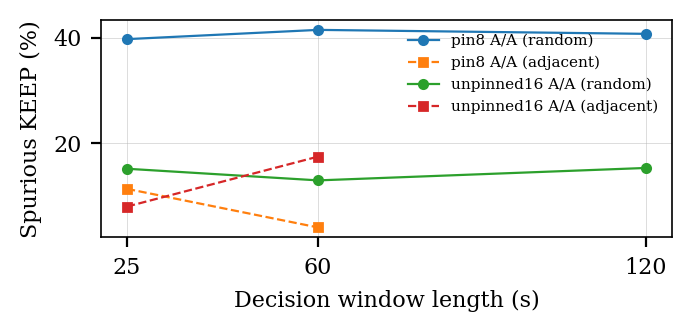 Spurious KEEP (%)
40
20
pin8 A/A (random)
pin8 A/A (adjacent)
unpinned16 A/A (random)
unpinned16 A/A (adjacent)
25
60
120
Decision window length (s)